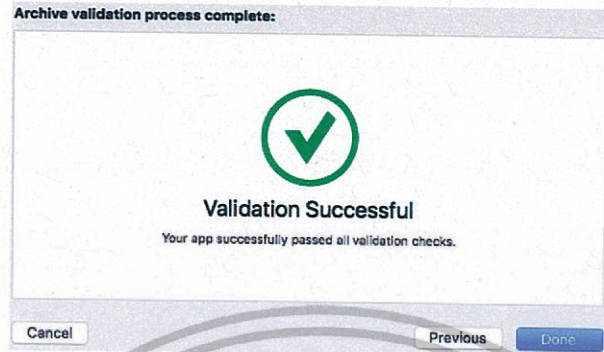 Archive validation process complete:
Validation Successful
Your app successfully passed all validation checks.
Cancel
Previous
Done